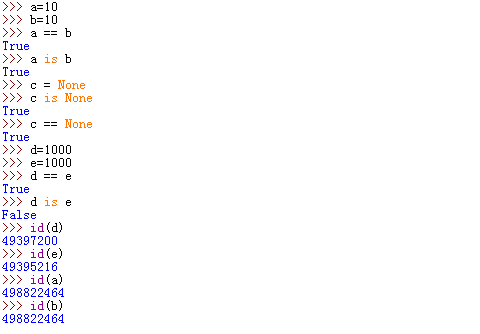 >>> a=10
>>> b=10
>>> a == b
True
>>> a is b
True
>>> c = None
>>> c is None
True
>>> c == None
True
>>> d=1000
>>> e=1000
>>> d == e
True
>>> d is e
False
>>> id(d)
49397200
>>> id(e)
49395216
>>> id(a)
498822464
>>> id(b)
498822464